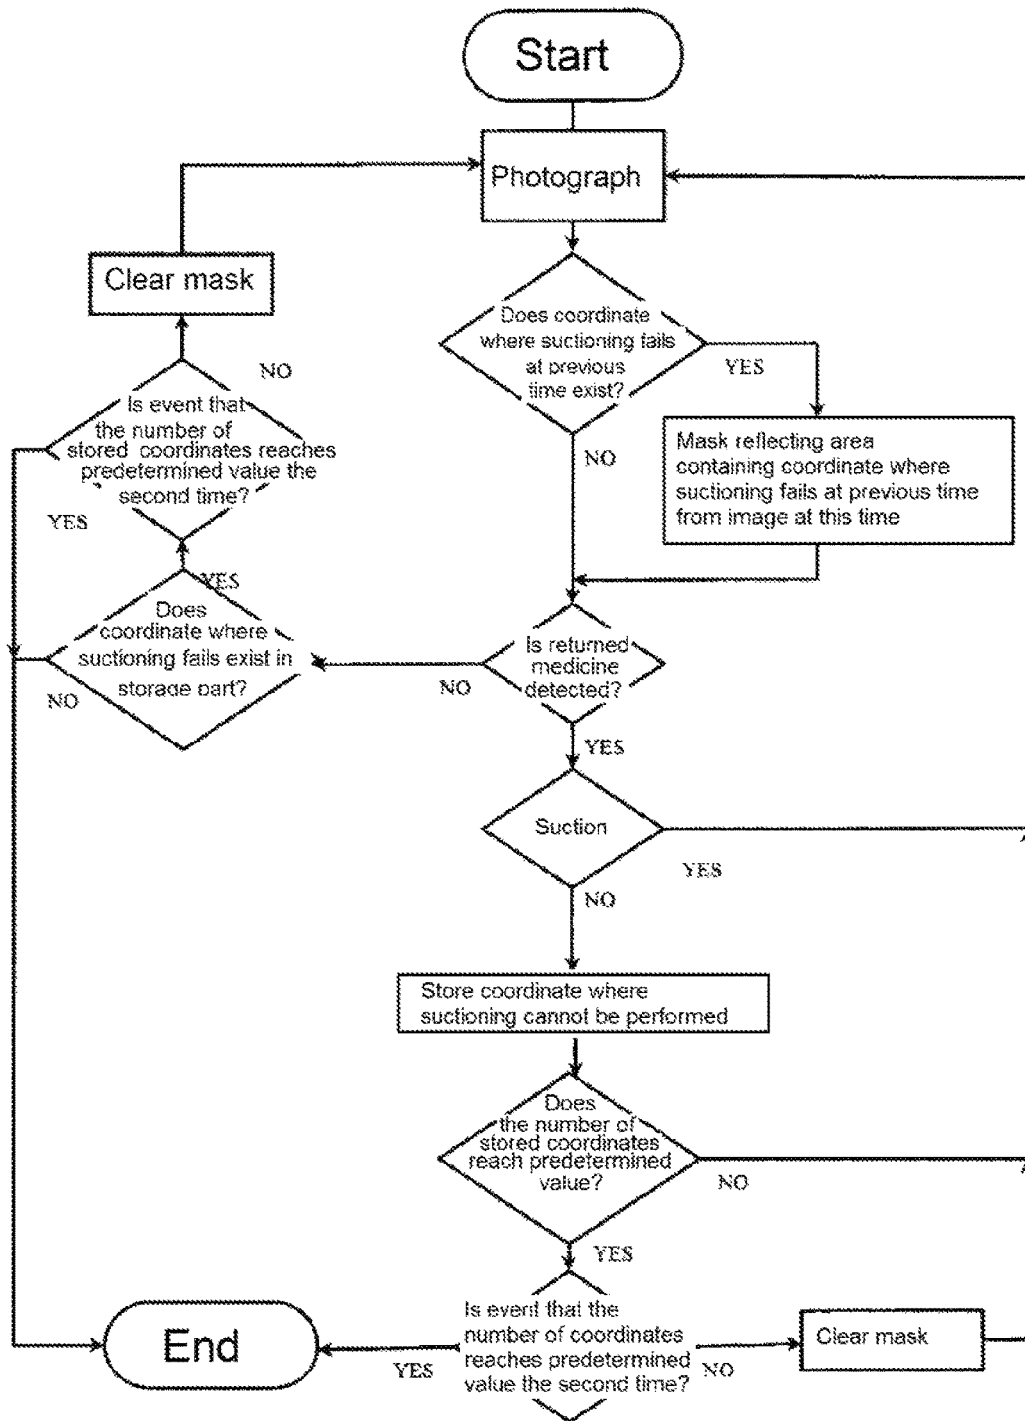 Start
Photograph
Clear mask
Does coordinate
where suctioning fails
at previous
time exist?
YES
NO
NO
Is event that
the number of
stored coordinates reaches
predetermined value the
second time?
YES
Mask reflecting area
containing coordinate where
suctioning fails at previous time
from image at this time
YES
Does
coordinate where
suctioning fails exist in
storage part?
NO
Is returned
medicine
detected?
NO
YES
Suction
YES
NO
Store coordinate where
suctioning cannot be performed
Does
the number of
stored coordinates
reach predetermined
value?
NO
YES
Is event that the
number of coordinates
reaches predetermined
value the second time?
YES
NO
Clear mask
End